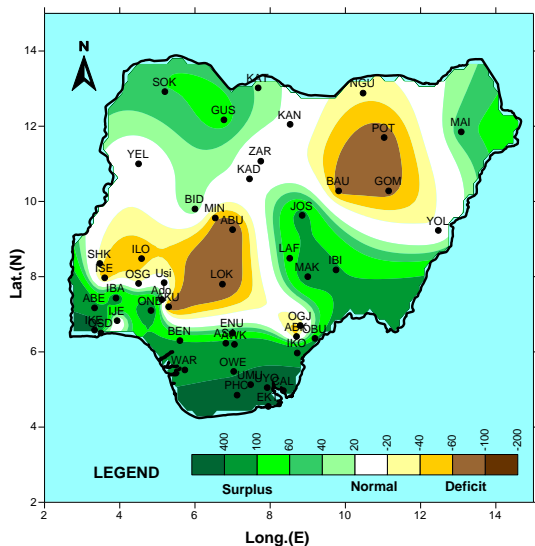 14
12
10
8
6
4
2
Lat.(N)
N
SOK
KAT
NGU
GUS
KAN
POT
MAI
ZAR
YEL
KAD
BAU
GOM
BID
MIN
JOS
ABU
YOL
SHK
ILO
LAF
ISE
OSG
Usi
LOK
MAK
IBI
IBA
Ado
ABE
OND
IJE
OGJ
BEN
ENU
OBU
IKO
WAR
OWE
UMU
UYO
CAL
PHC
EKT
LEGEND
400
100
60
40
20
-20
-40
-60
-100
-200
Surplus
Normal
Deficit
2
4
6
8
10
12
14
Long.(E)